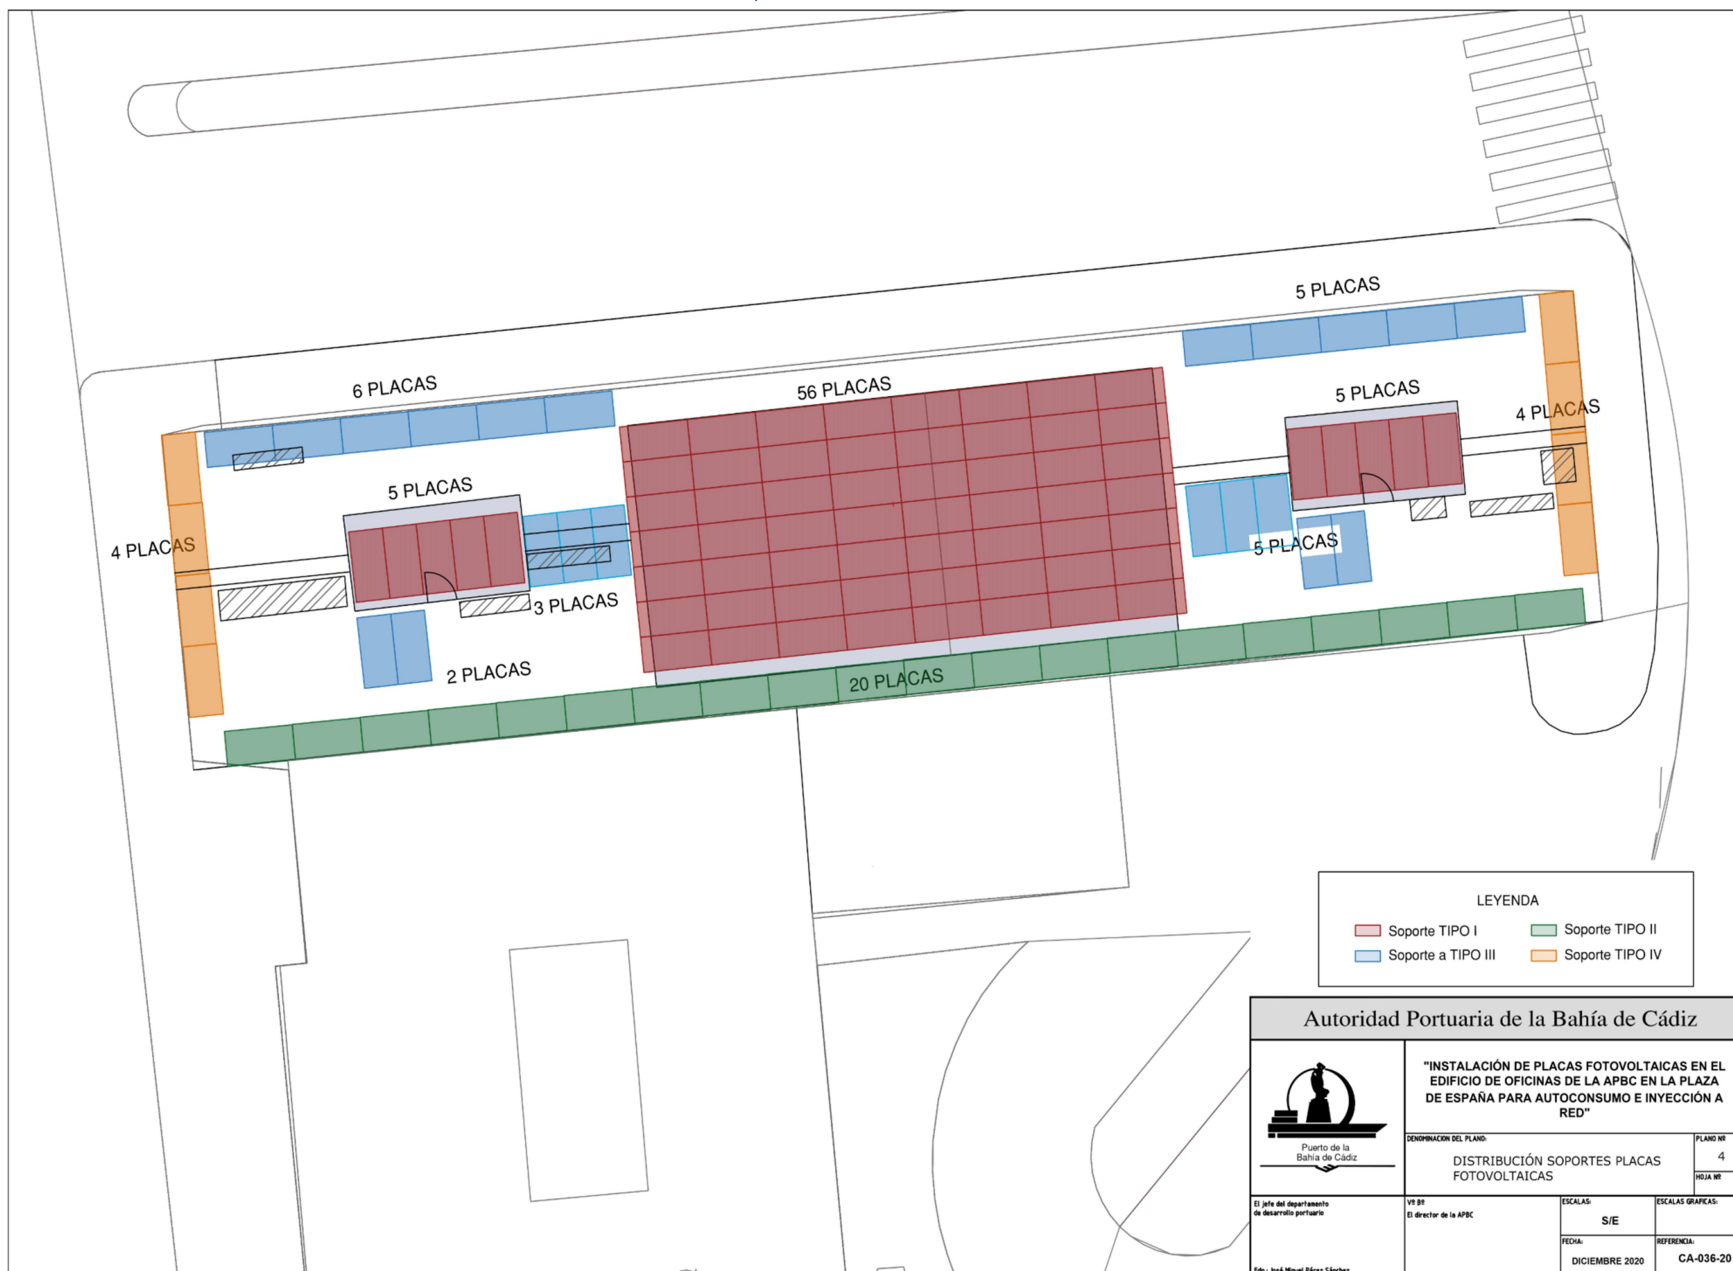 5 PLACAS
6 PLACAS
56 PLACAS
5 PLACAS
4 PLACAS
5 PLACAS
4 PLACAS
5 PLACAS
3 PLACAS
2 PLACAS
20 PLACAS
LEYENDA
Soporte TIPO I
Soporte TIPO II
Soporte a TIPO III
Soporte TIPO IV
Autoridad Portuaria de la Bahía de Cádiz
Puerto de la
Bahía de Cádiz
"INSTALACIÓN DE PLACAS FOTOVOLTAICAS EN EL
EDIFICIO DE OFICINAS DE LA APBC EN LA PLAZA
DE ESPAÑA PARA AUTOCONSUMO E INYECCIÓN A
RED"
DENOMINACION DEL PLANO:
DISTRIBUCIÓN SOPORTES PLACAS
FOTOVOLTAICAS
PLANO Nº
4
HOJA Nº
El jefe del departamento
de desarrollo portuario
Vº Bº
El director de la APBC
ESCALAS:
S/E
ESCALAS GRAFICAS:
FECHA:
DICIEMBRE 2020
REFERENCIA:
CA-036-20
Fdo.: José Miguel Pérez Sánchez